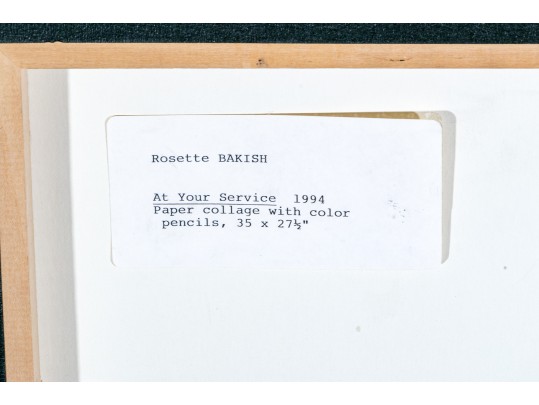 Rosette BAKISH
At Your Service 1994
Paper collage with color
pencils, 35 x 27½"